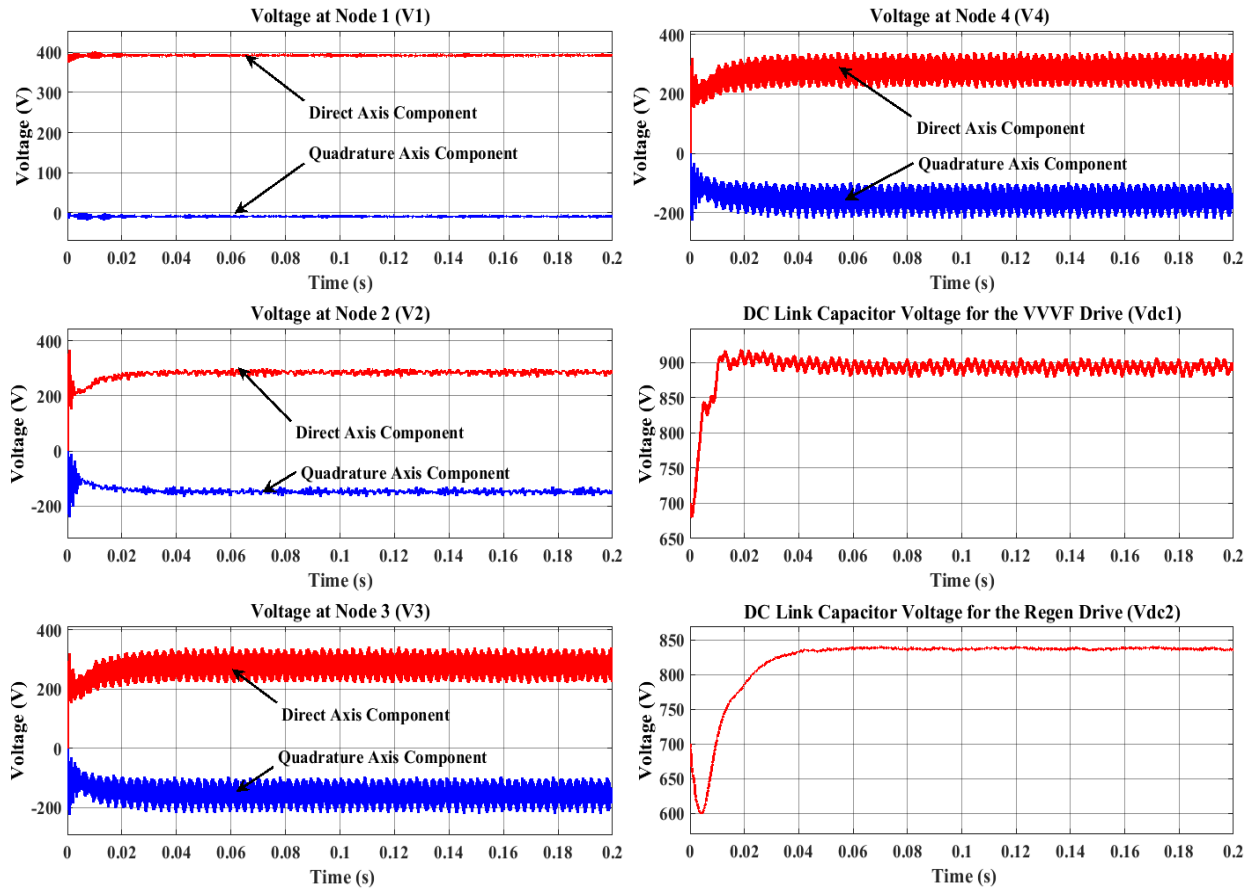 Voltage at Node 1 (V1)
Voltage (V)
400
300
400
200
100
0
Direct Axis Component
Quadrature Axis Component
0 0.02 0.04 0.06 0.08 0.1 0.12 0.14 0.16 0.18 0.2
Time (s)
Voltage at Node 4 (V4)
Voltage (V)
400
200
0
-200
Direct Axis Component
Quadrature Axis Component
0 0.02 0.04 0.06 0.08 0.1 0.12 0.14 0.16 0.18 0.2
Time (s)
Voltage at Node 2 (V2)
Voltage (V)
400
200
0
-200
Direct Axis Component
Quadrature Axis Component
0 0.02 0.04 0.06 0.08 0.1 0.12 0.14 0.16 0.18 0.2
Time (s)
DC Link Capacitor Voltage for the VVVF Drive (Vdc1)
Voltage (V)
900
850
800
750
700
650
0 0.02 0.04 0.06 0.08 0.1 0.12 0.14 0.16 0.18 0.2
Time (s)
Voltage at Node 3 (V3)
Voltage (V)
400
200
0
-200
Direct Axis Component
Quadrature Axis Component
0 0.02 0.04 0.06 0.08 0.1 0.12 0.14 0.16 0.18 0.2
Time (s)
DC Link Capacitor Voltage for the Regen Drive (Vdc2)
Voltage (V)
850
800
750
700
650
600
0 0.02 0.04 0.06 0.08 0.1 0.12 0.14 0.16 0.18 0.2
Time (s)